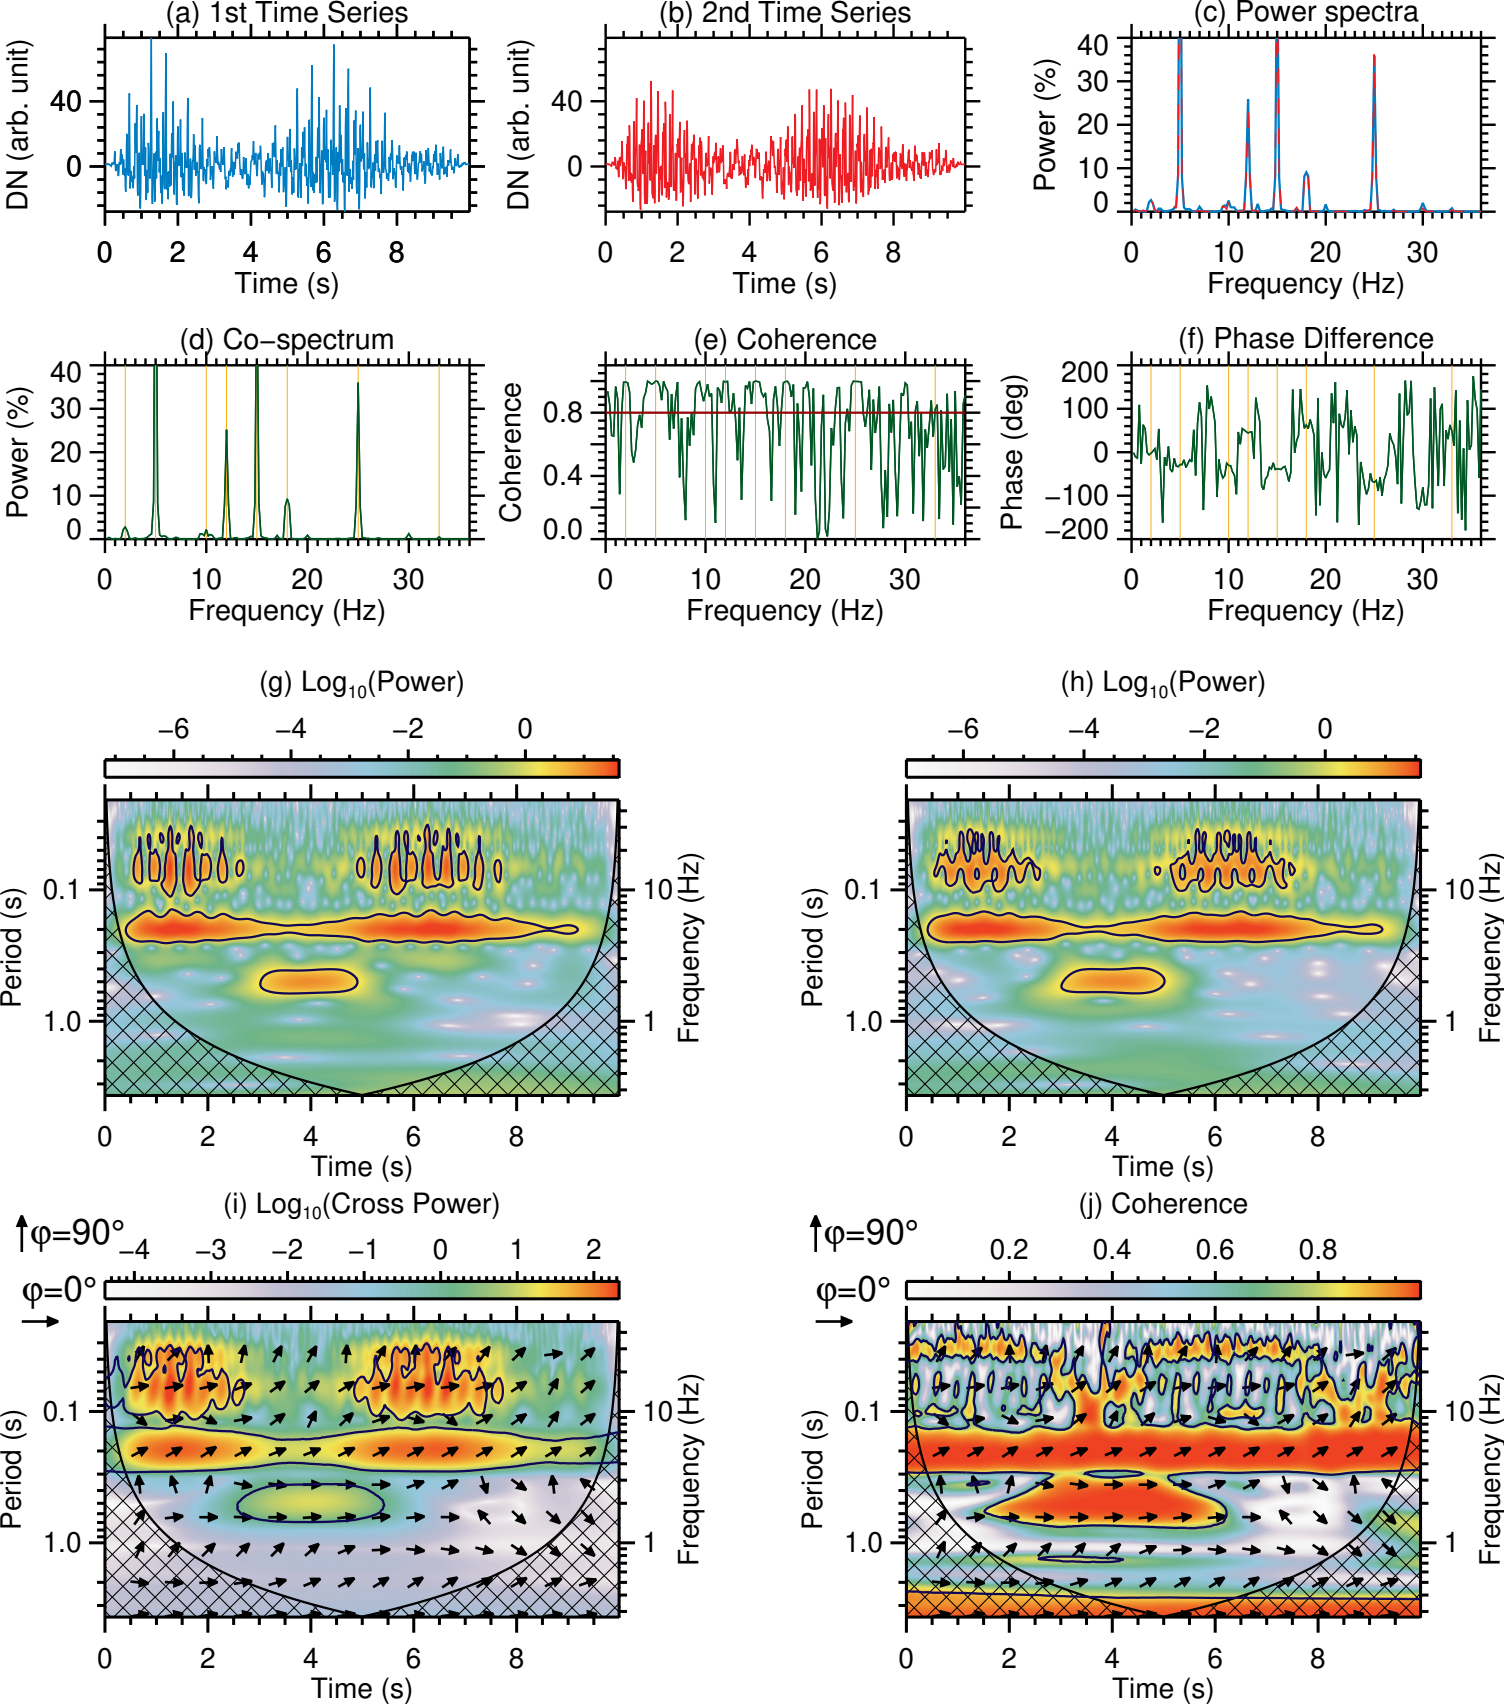 (a) 1st Time Series
(b) 2nd Time Series
(c) Power spectra
DN (arb. unit)
40
0
0 2 4 6 8
Time (s)
DN (arb. unit)
40
0
0 2 4 6 8
Time (s)
Power (%)
40
30
20
10
0
0 10 20 30
Frequency (Hz)
(d) Co−spectrum
(e) Coherence
(f) Phase Difference
Power (%)
40
30
20
10
0
0 10 20 30
Frequency (Hz)
Coherence
0.8
0.4
0.0
0 10 20 30
Frequency (Hz)
Phase (deg)
200
100
0
−100
−200
0 10 20 30
Frequency (Hz)
(g) Log10(Power)
−6 −4 −2 0
Period (s)
0.1
1.0
10
1
Frequency (Hz)
0 2 4 6 8
Time (s)
(h) Log10(Power)
−6 −4 −2 0
Period (s)
0.1
1.0
10
1
Frequency (Hz)
0 2 4 6 8
Time (s)
(i) Log10(Cross Power)
φ=90°
−4 −3 −2 −1 0 1 2
φ=0°
Period (s)
0.1
1.0
10
1
Frequency (Hz)
0 2 4 6 8
Time (s)
(j) Coherence
φ=90°
0.2 0.4 0.6 0.8
φ=0°
Period (s)
0.1
1.0
10
1
Frequency (Hz)
0 2 4 6 8
Time (s)